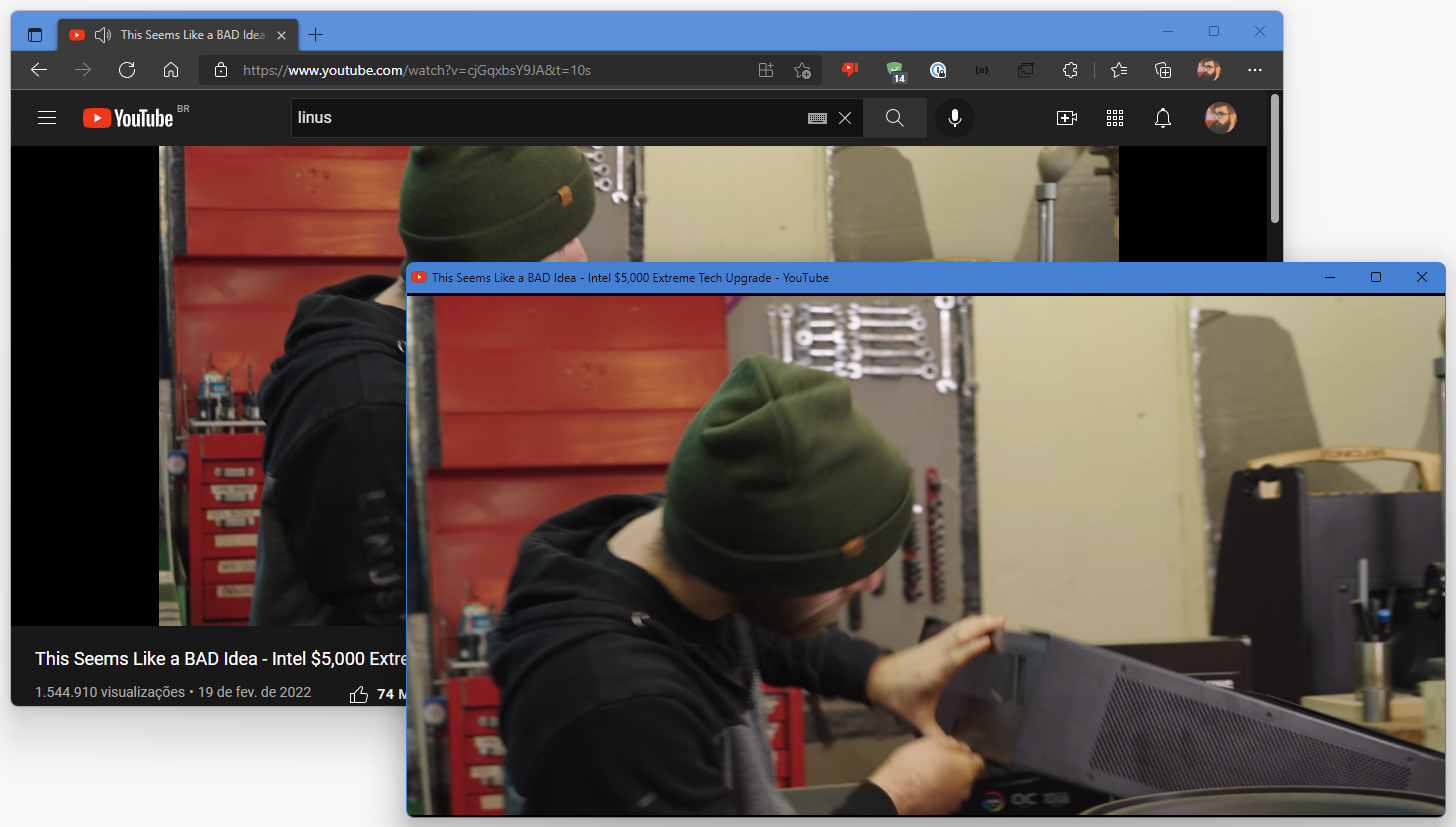 This Seems Like a BAD Idea
https://www.youtube.com/watch?v=cjGqxbsY9JA&t=10s
14
YouTube BR
linus
This Seems Like a BAD Idea - Intel $5,000 Extreme Tech Upgrade - YouTube
LINUS
This Seems Like a BAD Idea - Intel $5,000 Extre
1.544.910 visualizações • 19 de fev. de 2022
74 M